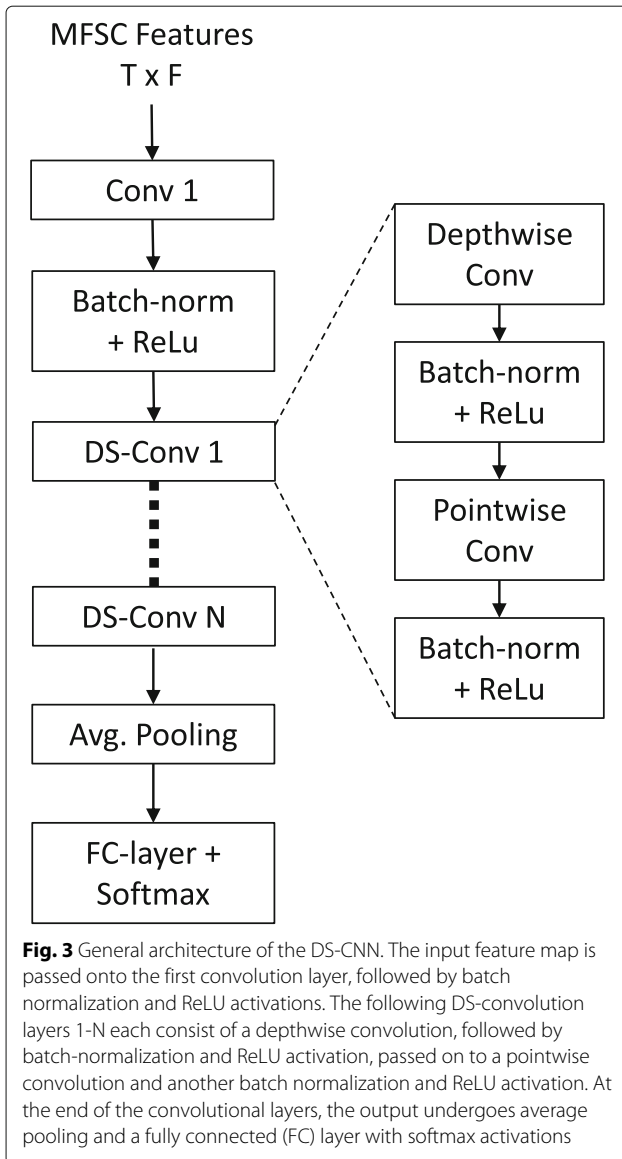 MFSC Features
T x F
Conv 1
Batch-norm
+ ReLu
DS-Conv 1
DS-Conv N
Avg. Pooling
FC-layer +
Softmax
Depthwise
Conv
Batch-norm
+ ReLu
Pointwise
Conv
Batch-norm
+ ReLu
Fig. 3 General architecture of the DS-CNN. The input feature map is
passed onto the first convolution layer, followed by batch
normalization and ReLU activations. The following DS-convolution
layers 1-N each consist of a depthwise convolution, followed by
batch-normalization and ReLU activation, passed on to a pointwise
convolution and another batch normalization and ReLU activation. At
the end of the convolutional layers, the output undergoes average
pooling and a fully connected (FC) layer with softmax activations